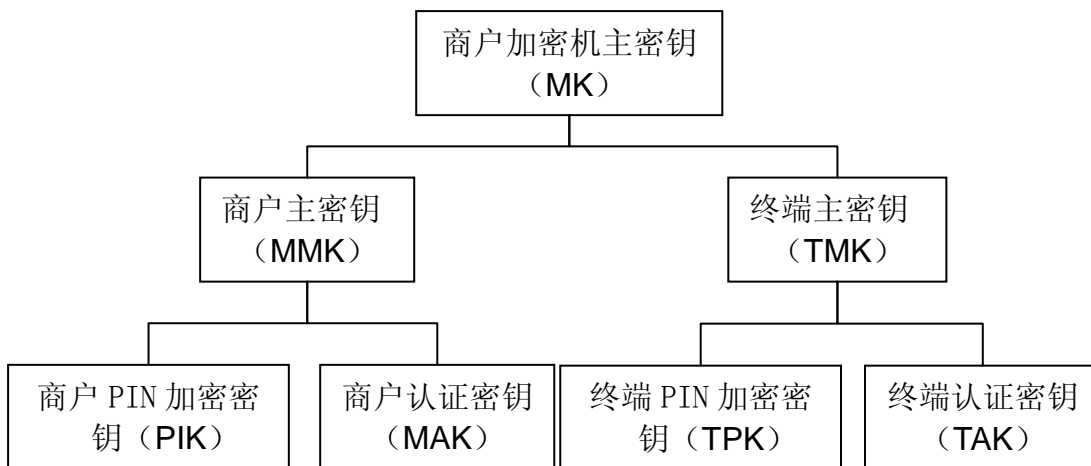 商户加密机主密钥
（MK）
商户主密钥
（MMK）
终端主密钥
（TMK）
商户 PIN 加密密
钥（PIK）
商户认证密钥
（MAK）
终端 PIN 加密密
钥（TPK）
终端认证密钥
（TAK）